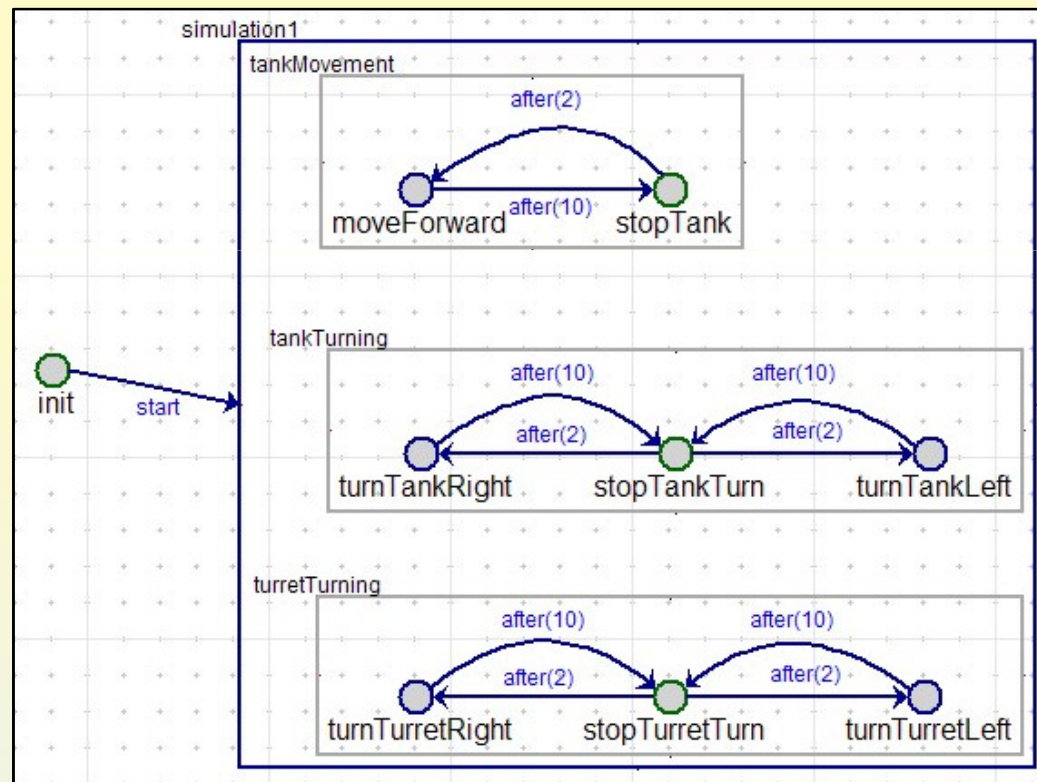 simulation1
tankMovement
after(2)
after(10)
moveForward
stopTank
tankTurning
after(10)
after(10)
after(2)
after(2)
turnTankRight
stopTankTurn
turnTankLeft
init
start
turretTurning
after(10)
after(10)
after(2)
after(2)
turnTurretRight
stopTurretTurn
turnTurretLeft